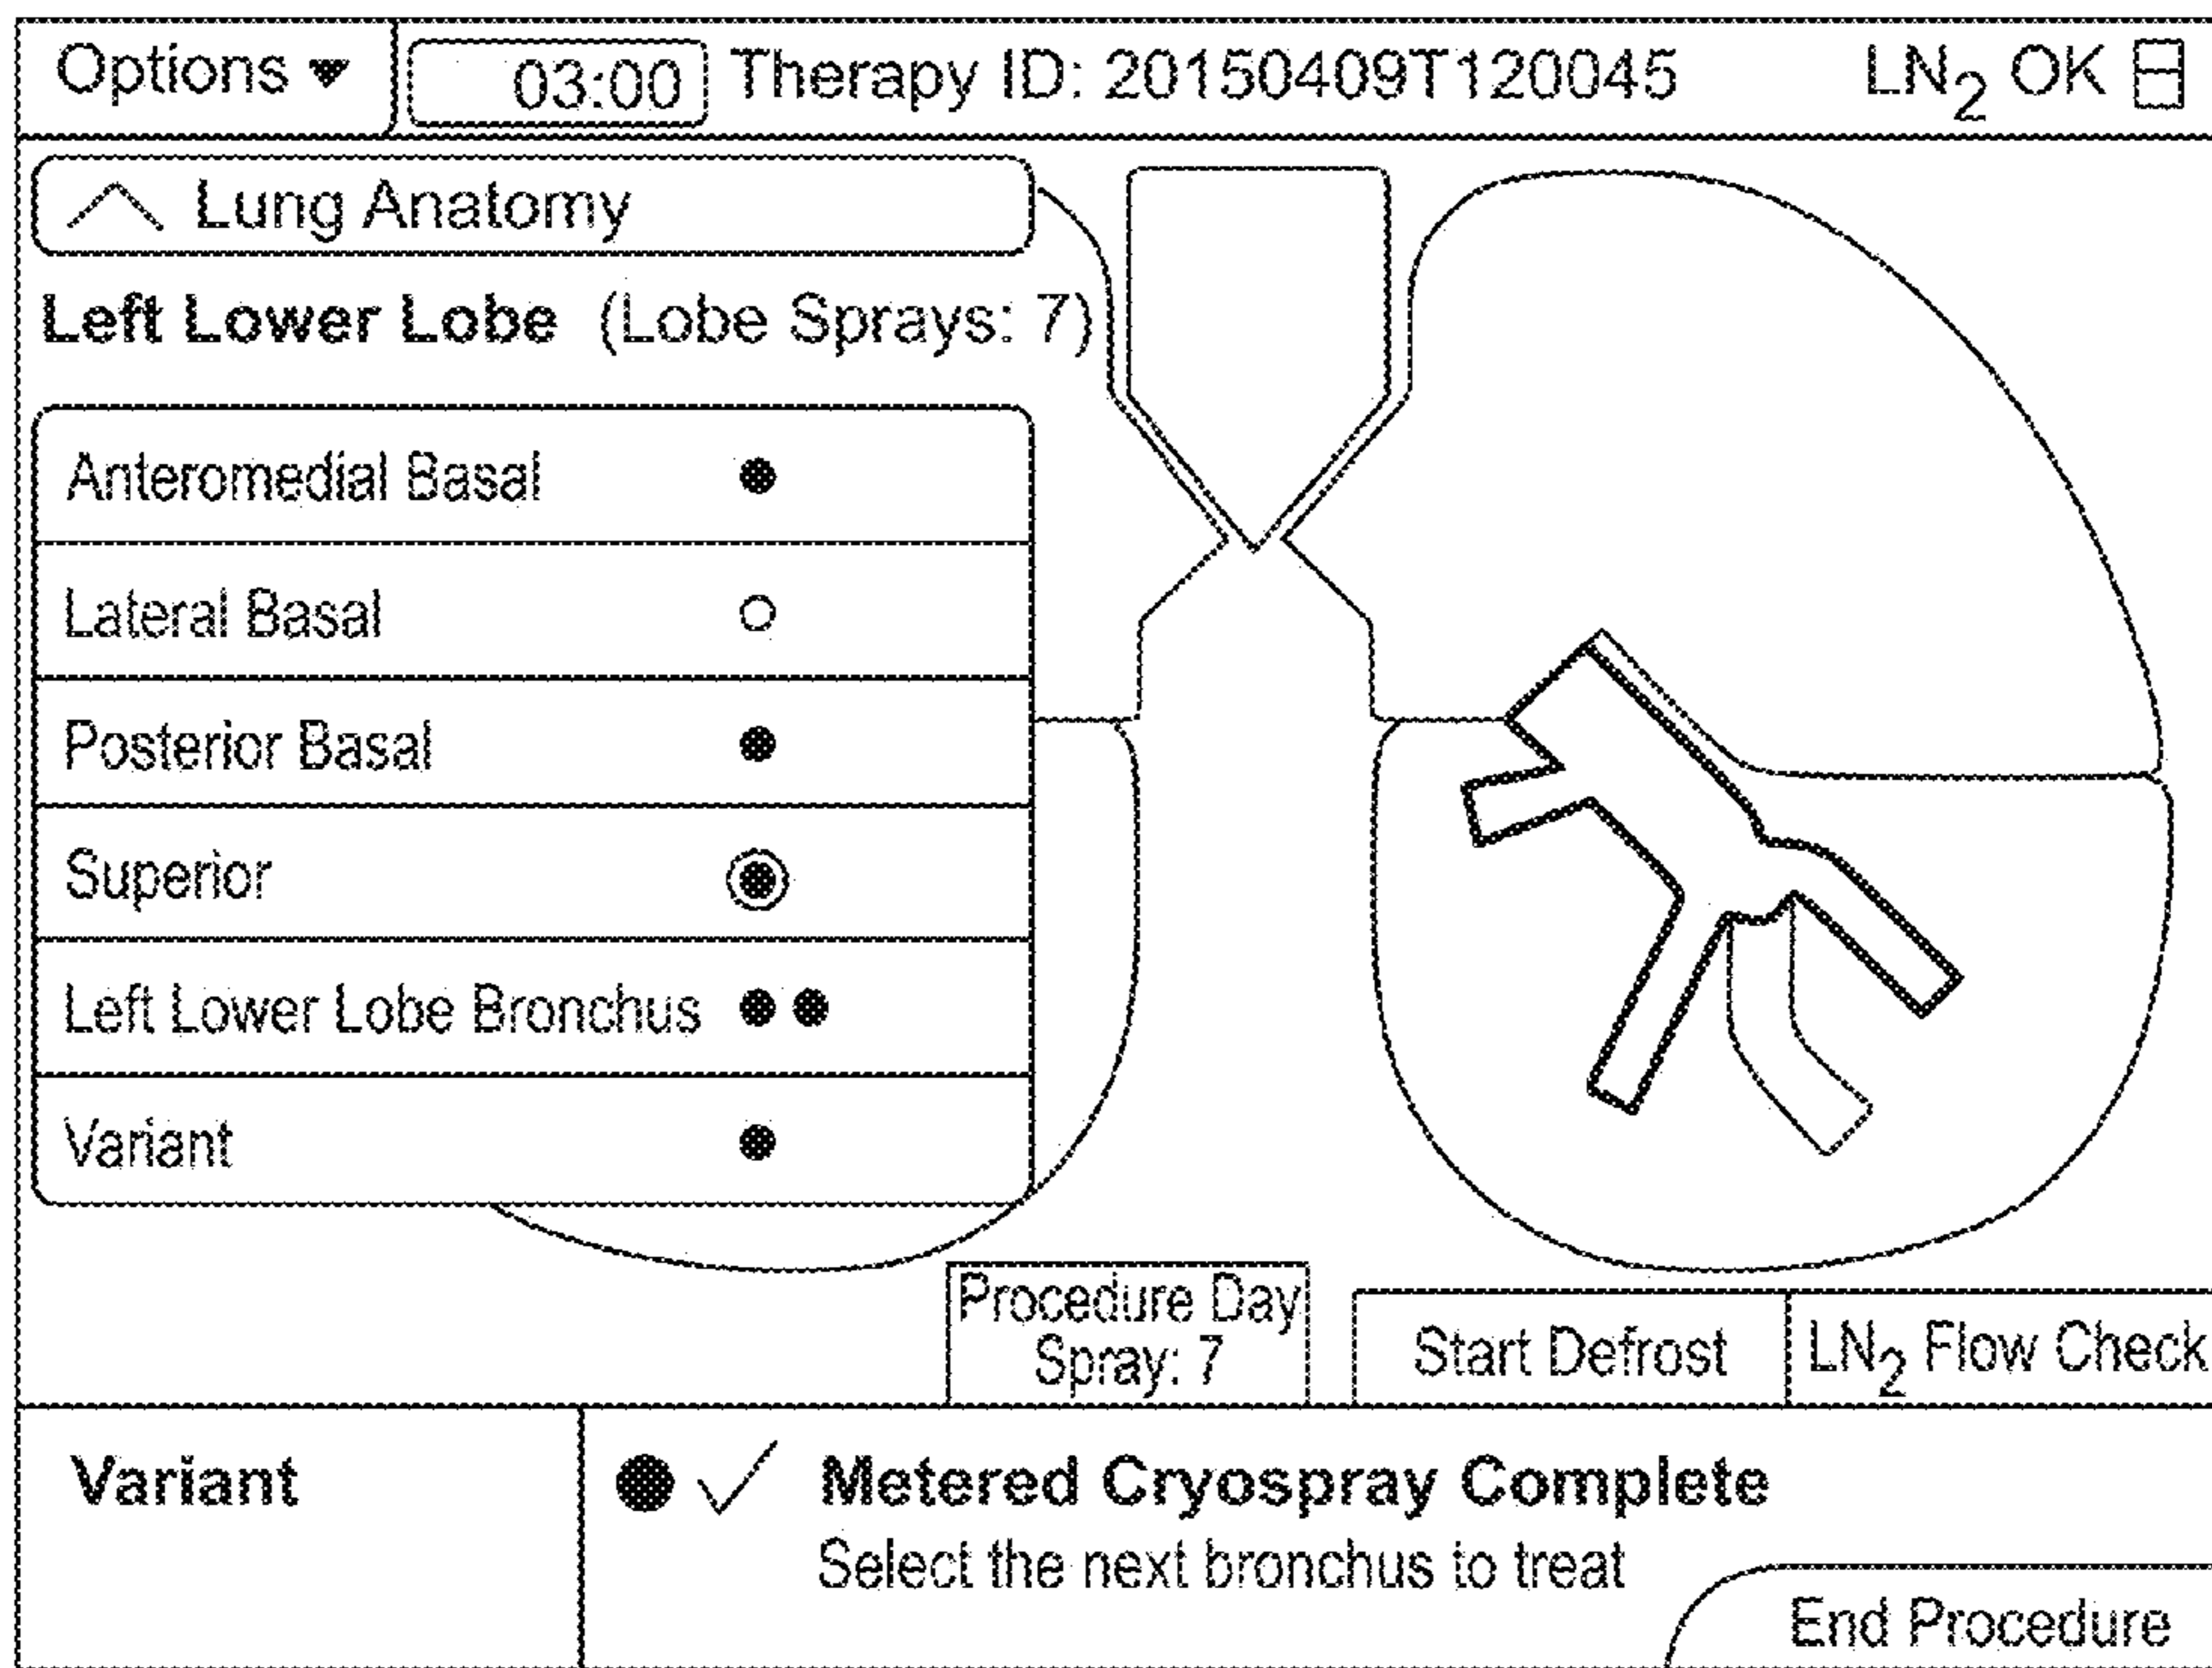 Options ▾ 03:00 Therapy ID: 20150409T120045 LN₂ OK
Lung Anatomy
Left Lower Lobe (Lobe Sprays: 7)
Anteromedial Basal
Lateral Basal
Posterior Basal
Superior
Left Lower Lobe Bronchus
Variant
Procedure Day
Spray: 7
Start Defrost
LN₂ Flow Check
Variant
Metered Cryospray Complete
Select the next bronchus to treat
End Procedure